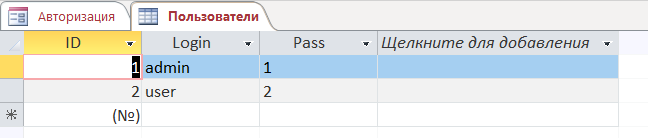 Авторизация Пользователи
ID Login Pass Щелкните для добавления
1 admin 1
2 user 2
(№)